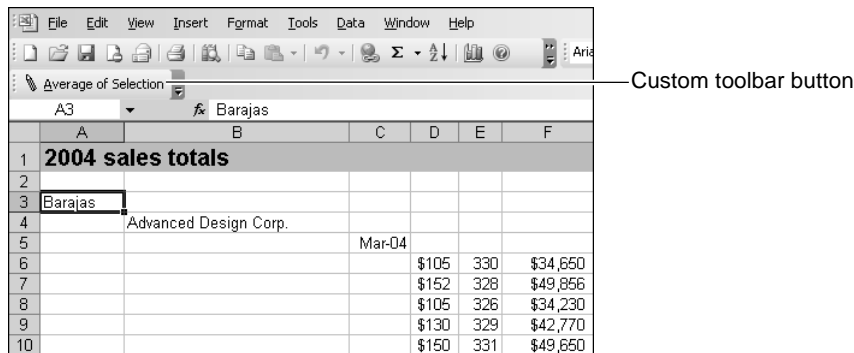 File Edit View Insert Format Tools Data Window Help
Σ Aria
Average of Selection Custom toolbar button
A3 fx Barajas
A B C D E F
1 2004 sales totals
2
3 Barajas
4 Advanced Design Corp.
5 Mar-04
6 $105 330 $34,650
7 $152 328 $49,856
8 $105 326 $34,230
9 $130 329 $42,770
10 $150 331 $49,650